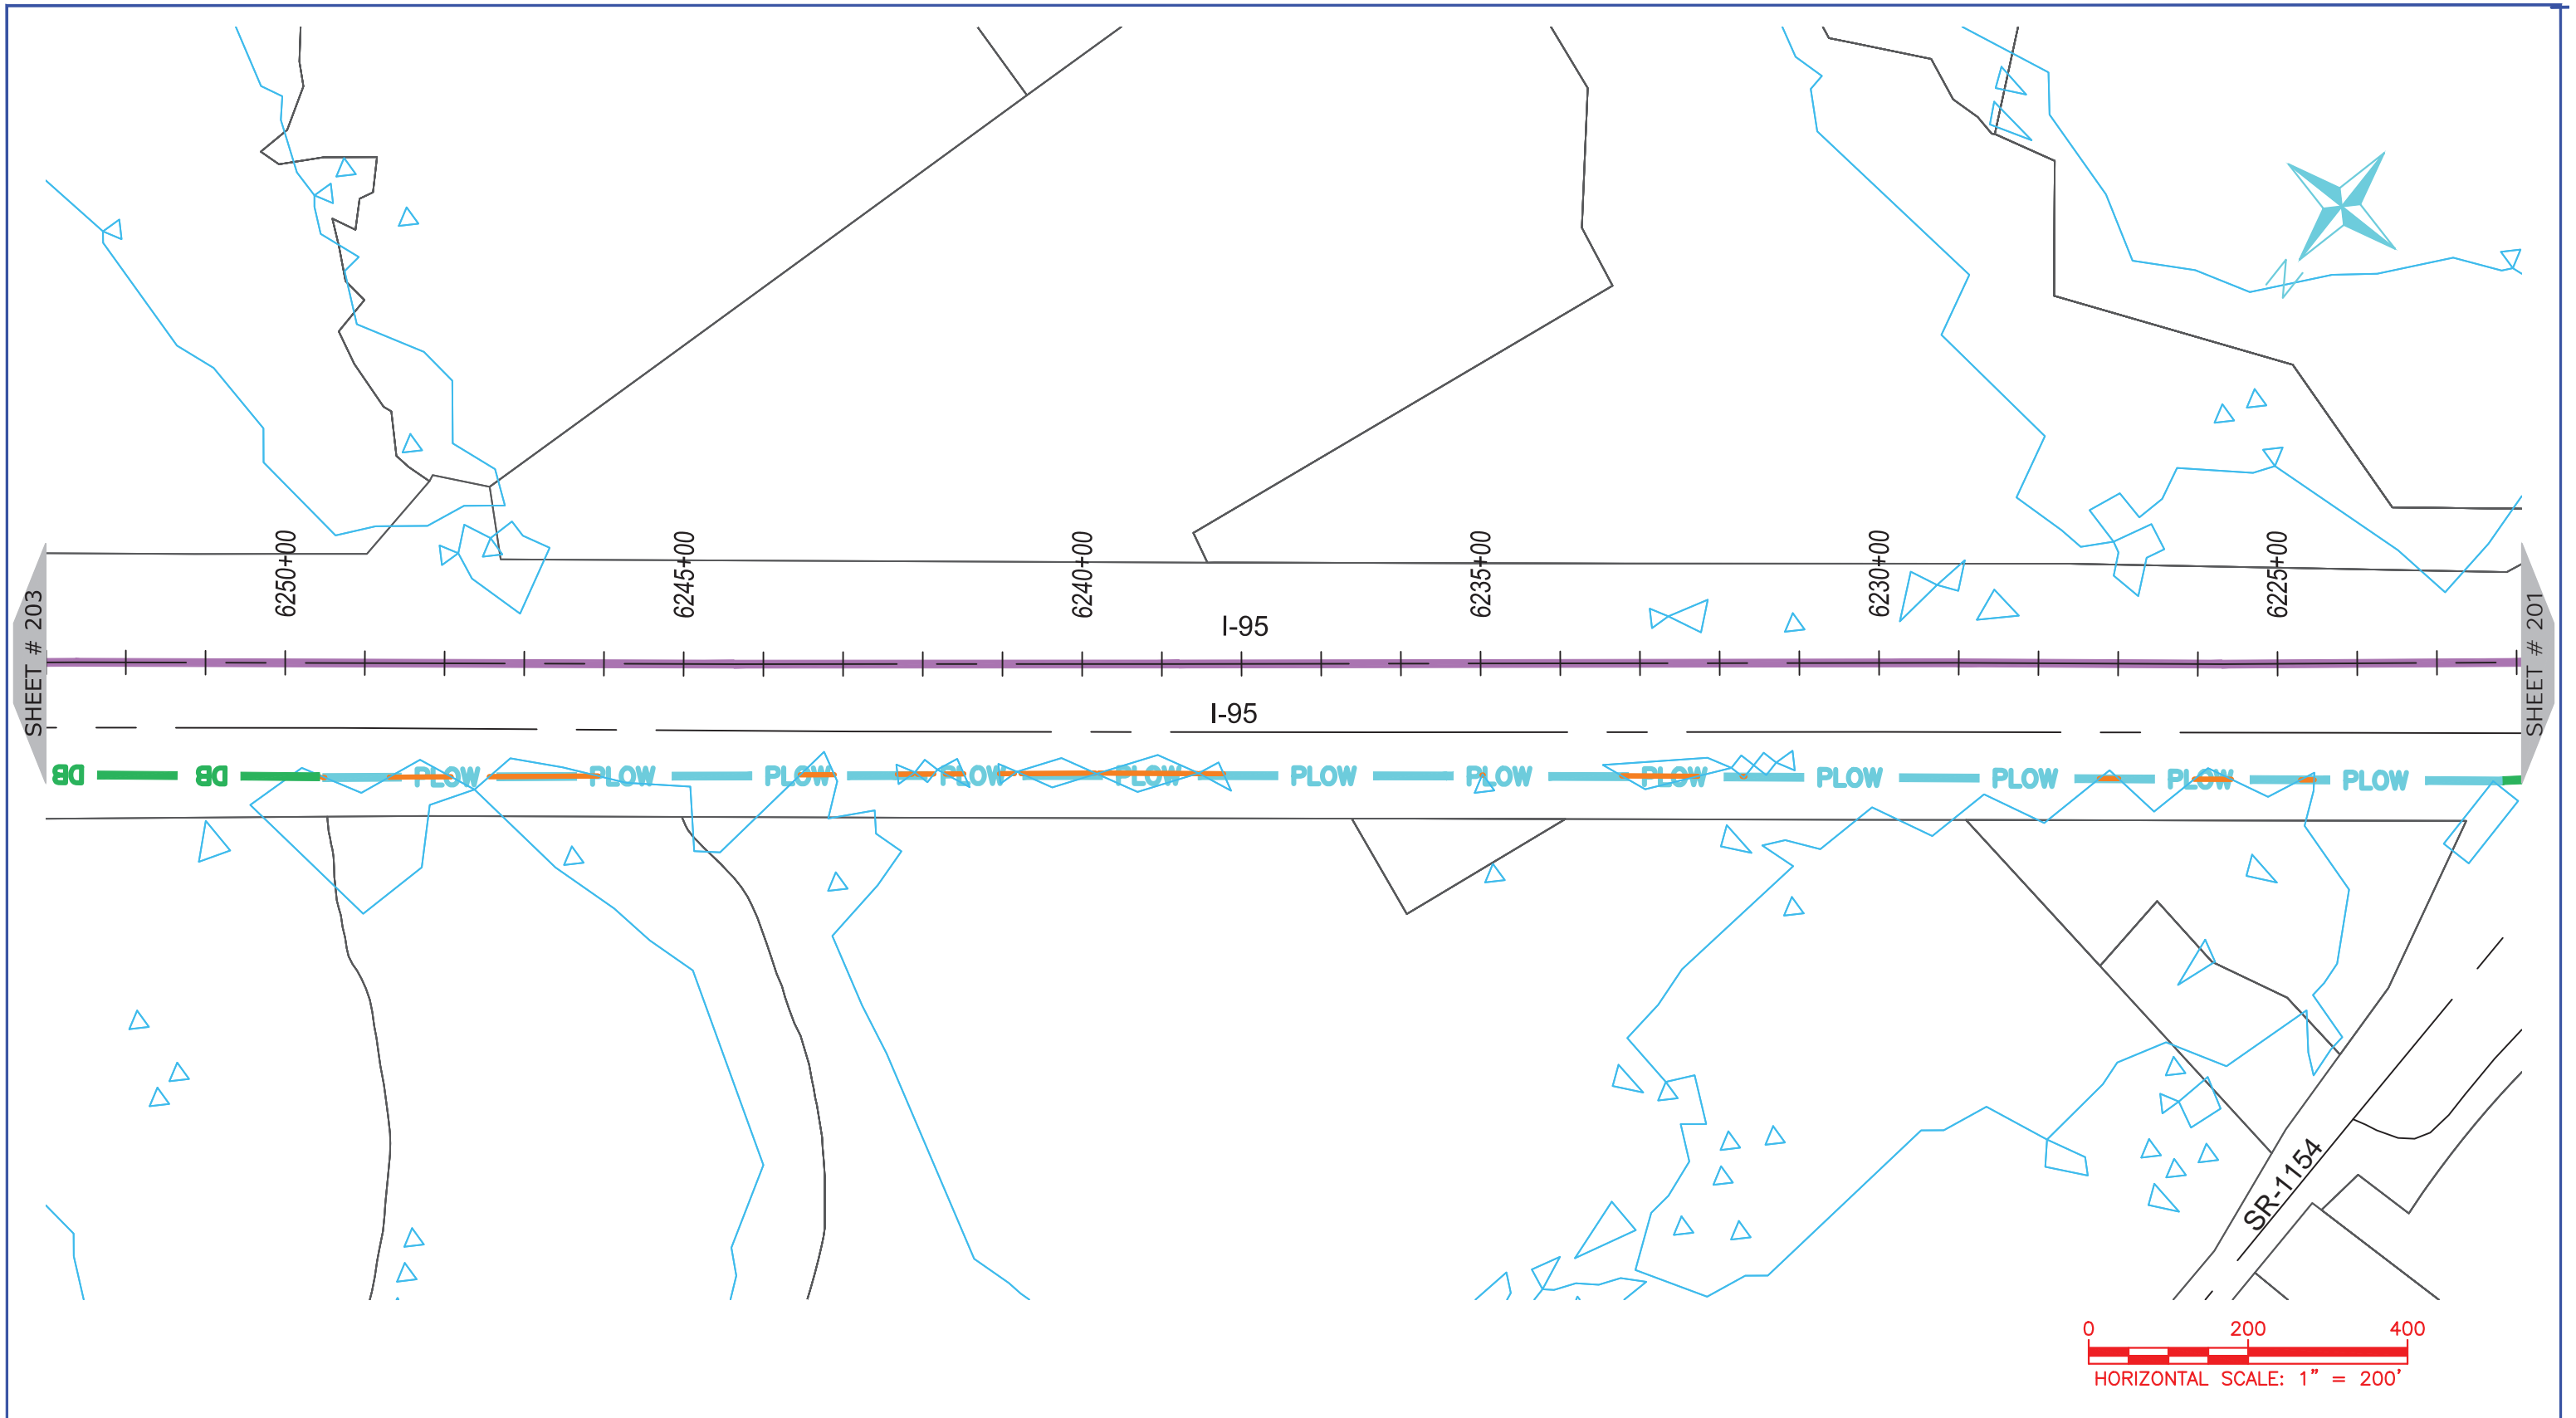 6250+00
6245+00
6240+00
6235+00
6230+00
6225+00
I-95
SHEET # 203
SHEET # 201
I-95
DB DB PLOW PLOW PLOW PLOW PLOW PLOW PLOW PLOW PLOW PLOW PLOW PLOW
SR-1154
N
0 200 400
HORIZONTAL SCALE: 1" = 200'